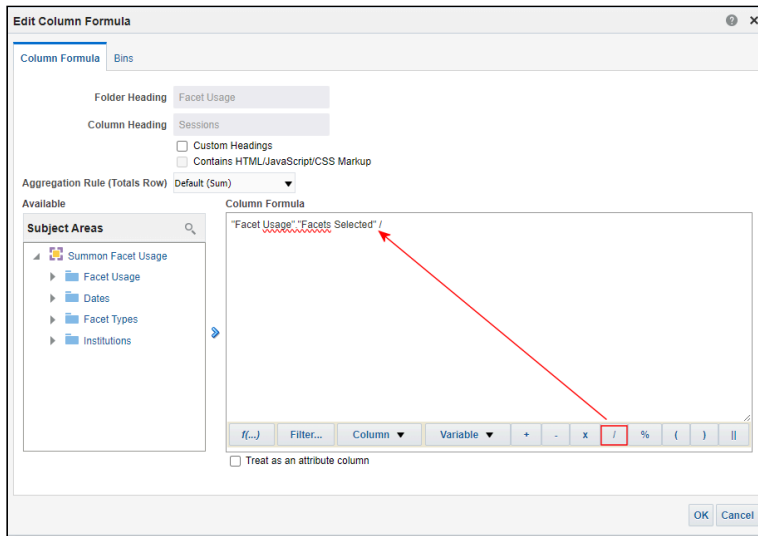 Edit Column Formula
Column Formula Bins
Folder Heading Facet Usage
Column Heading Sessions
Custom Headings
Contains HTML/JavaScript/CSS Markup
Aggregation Rule (Totals Row) Default (Sum)
Available Column Formula
Subject Areas
"Facet Usage"."Facets Selected" /
Summon Facet Usage
Facet Usage
Dates
Facet Types
Institutions
f(...) Filter... Column Variable + - x / % ( ) ||
Treat as an attribute column
OK Cancel